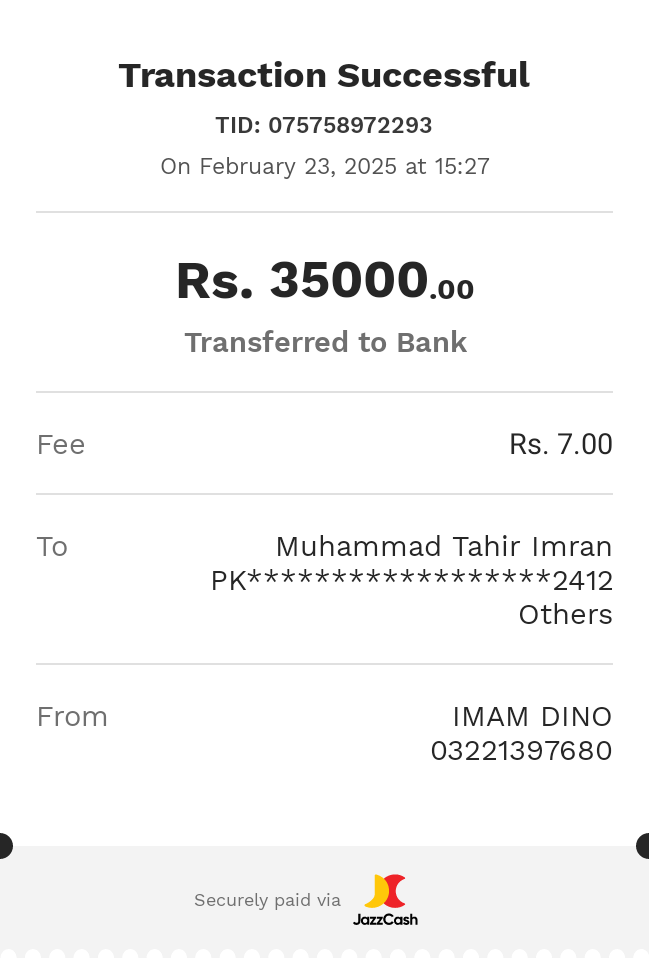 Transaction Successful
TID: 075758972293
On February 23, 2025 at 15:27
Rs. 35000.00
Transferred to Bank
Fee
Rs. 7.00
To
Muhammad Tahir Imran
PK******************2412
Others
From
IMAM DINO
03221397680
Securely paid via
JazzCash